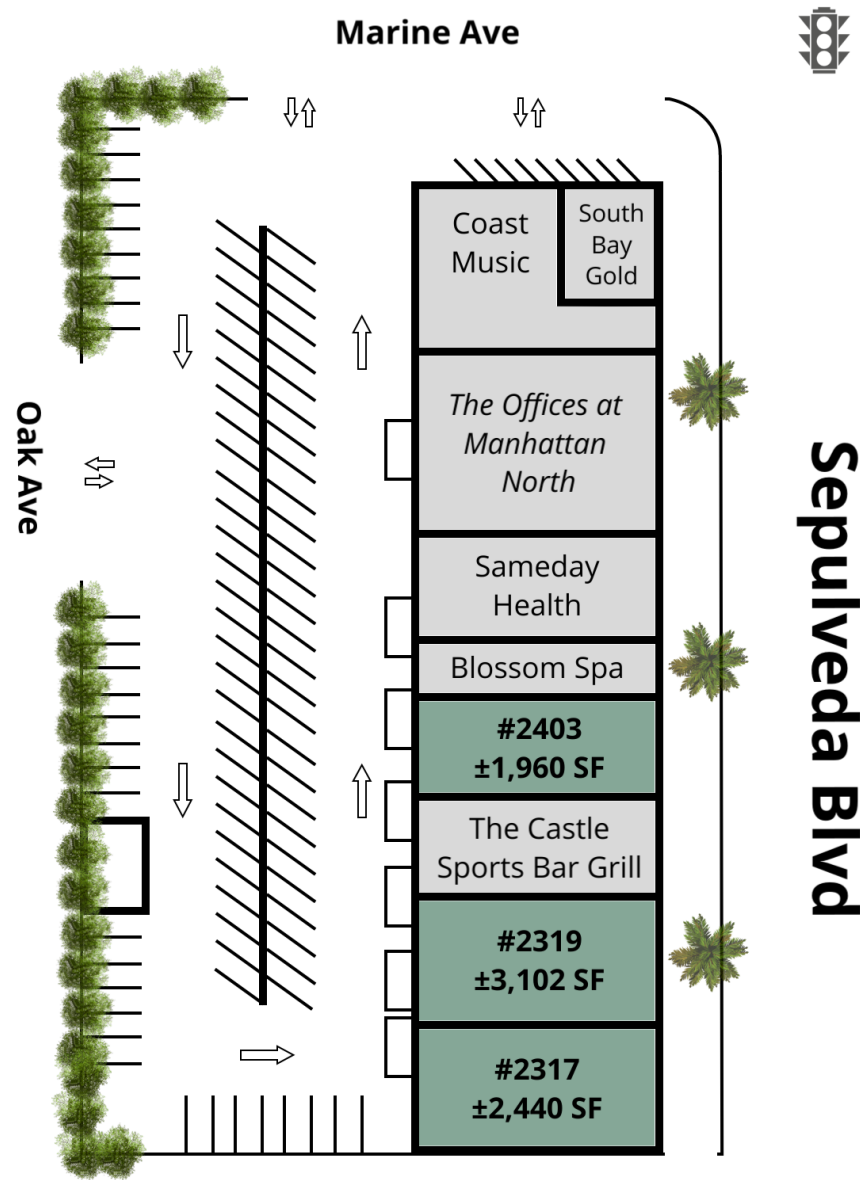 Marine Ave
Coast
Music
South
Bay
Gold
The Offices at
Manhattan
North
Oak Ave
Sepulveda Blvd
Sameday
Health
Blossom Spa
#2403
±1,960 SF
The Castle
Sports Bar Grill
#2319
±3,102 SF
#2317
±2,440 SF